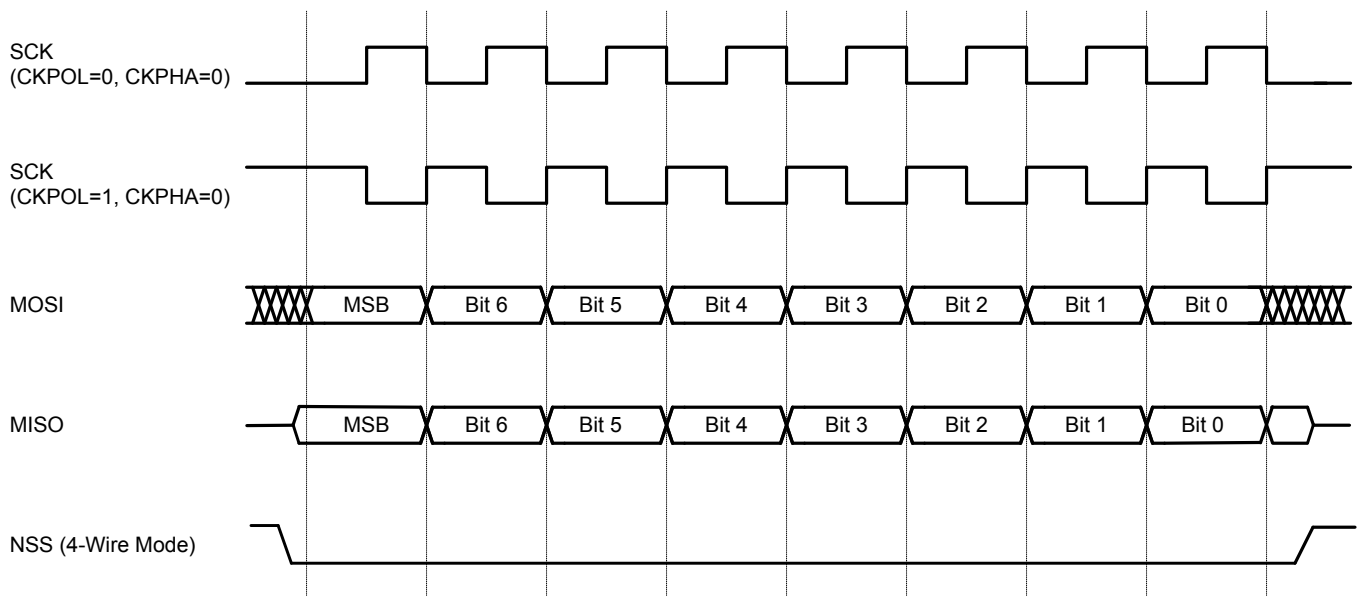 SCK
(CKPOL=0, CKPHA=0)
SCK
(CKPOL=1, CKPHA=0)
MOSI
MSB
Bit 6
Bit 5
Bit 4
Bit 3
Bit 2
Bit 1
Bit 0
MISO
MSB
Bit 6
Bit 5
Bit 4
Bit 3
Bit 2
Bit 1
Bit 0
NSS (4-Wire Mode)